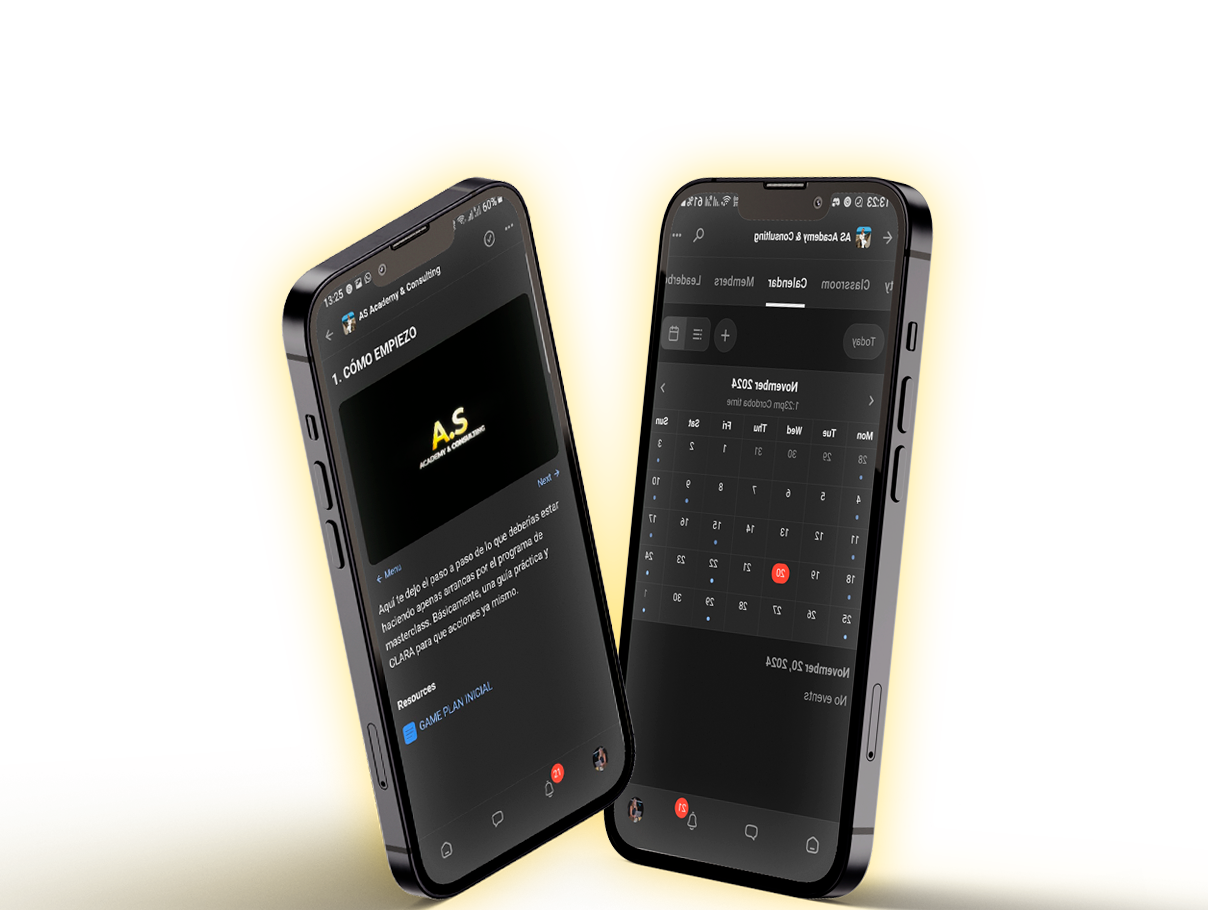 13:25
60%
AS Academy & Consulting
1. CÓMO EMPIEZO
A.S
ACADEMY & CONSULTING
Next →
← Menu
Aquí te dejo el paso a paso de lo que deberías estar
haciendo apenas arrancas por el programa de
masterclass. Básicamente, una guía práctica y
CLARA para que acciones ya mismo.
Resources
GAME PLAN INICIAL
21
13:23
61%
AS Academy & Consulting
ty Classroom Calendar Members Leaderbo
Today
+
November 2024
1:23pm Cordoba time
Mon Tue Wed Thu Fri Sat Sun
28 29 30 31 1 2 3
4 5 6 7 8 9 10
11 12 13 14 15 16 17
18 19 20 21 22 23 24
25 26 27 28 29 30 1
November 20, 2024
No events
21